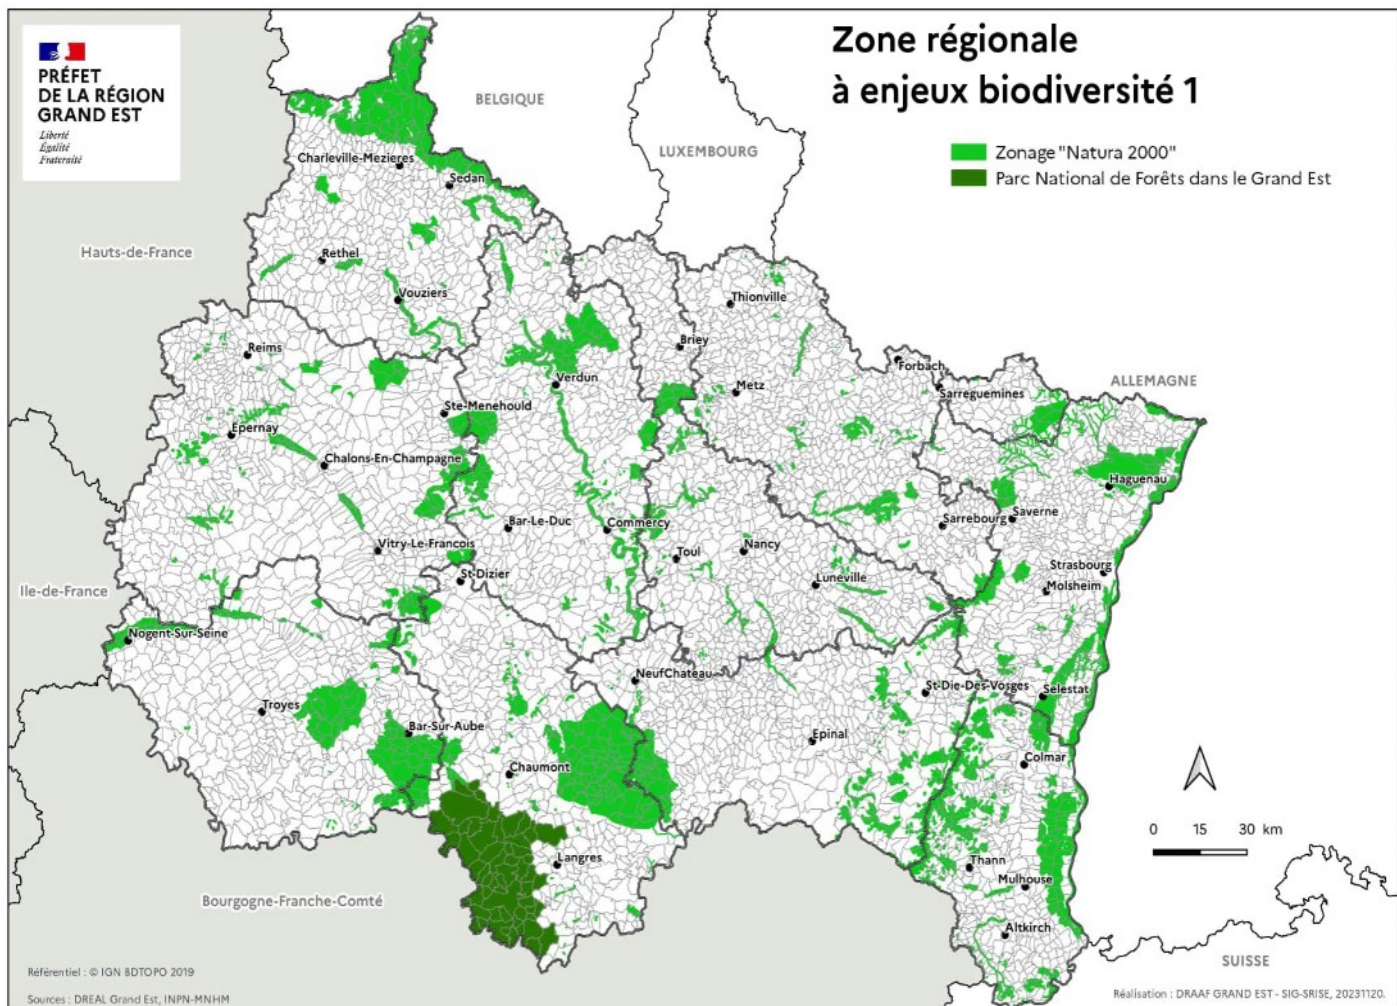 PRÉFET
DE LA RÉGION
GRAND EST
Liberté
Égalité
Fraternité
Zone régionale
à enjeux biodiversité 1
Zonage "Natura 2000"
Parc National de Forêts dans le Grand Est
BELGIQUE
LUXEMBOURG
Charleville-Mezieres
Sedan
Hauts-de-France
Rethel
Vouziers
Thionville
Reims
Briey
Forbach
Verdun
Metz
Sarreguemines
ALLEMAGNE
Ste-Menehould
Epernay
Chalons-En-Champagne
Haguenau
Bar-Le-Duc
Commercy
Sarrebourg
Saverne
Vitry-Le-Francois
Toul
Nancy
St-Dizier
Luneville
Strasbourg
Molsheim
Ile-de-France
Nogent-Sur-Seine
NeufChateau
St-Die-Des-Vosges
Selestat
Troyes
Bar-Sur-Aube
Epinal
Chaumont
Colmar
0 15 30 km
Langres
Thann
Mulhouse
Bourgogne-Franche-Comté
Altkirch
SUISSE
Référentiel : © IGN BDTOPO 2019
Sources : DREAL Grand Est, INPN-MNHM
Réalisation : DRAAF GRAND EST - SIG-SRISE, 20231120.